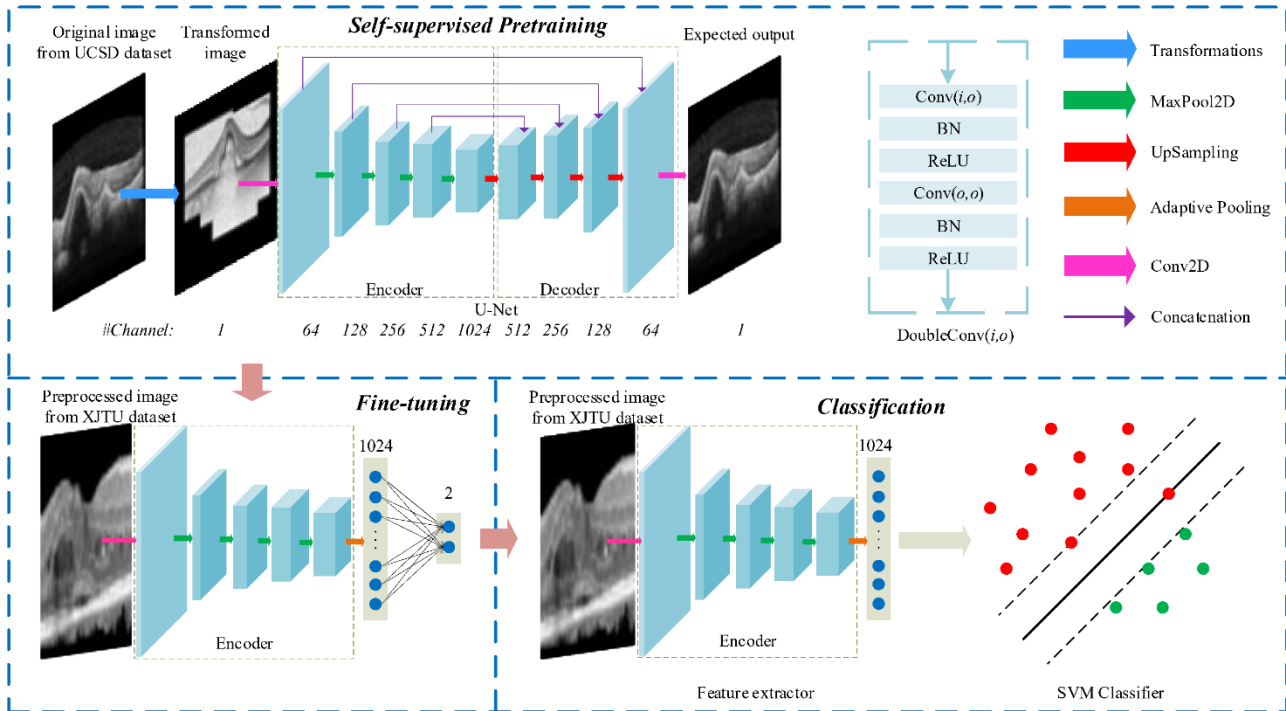 Self-supervised Pretraining
Original image
from UCSD dataset
Transformed
image
Expected output
Encoder
Decoder
U-Net
#Channel:
1
64
128
256
512
1024
512
256
128
64
1
Conv(i,o)
BN
ReLU
Conv(o,o)
BN
ReLU
DoubleConv(i,o)
Transformations
MaxPool2D
UpSampling
Adaptive Pooling
Conv2D
Concatenation
Preprocessed image
from XJTU dataset
Fine-tuning
1024
2
Encoder
Preprocessed image
from XJTU dataset
Classification
1024
Encoder
Feature extractor
SVM Classifier